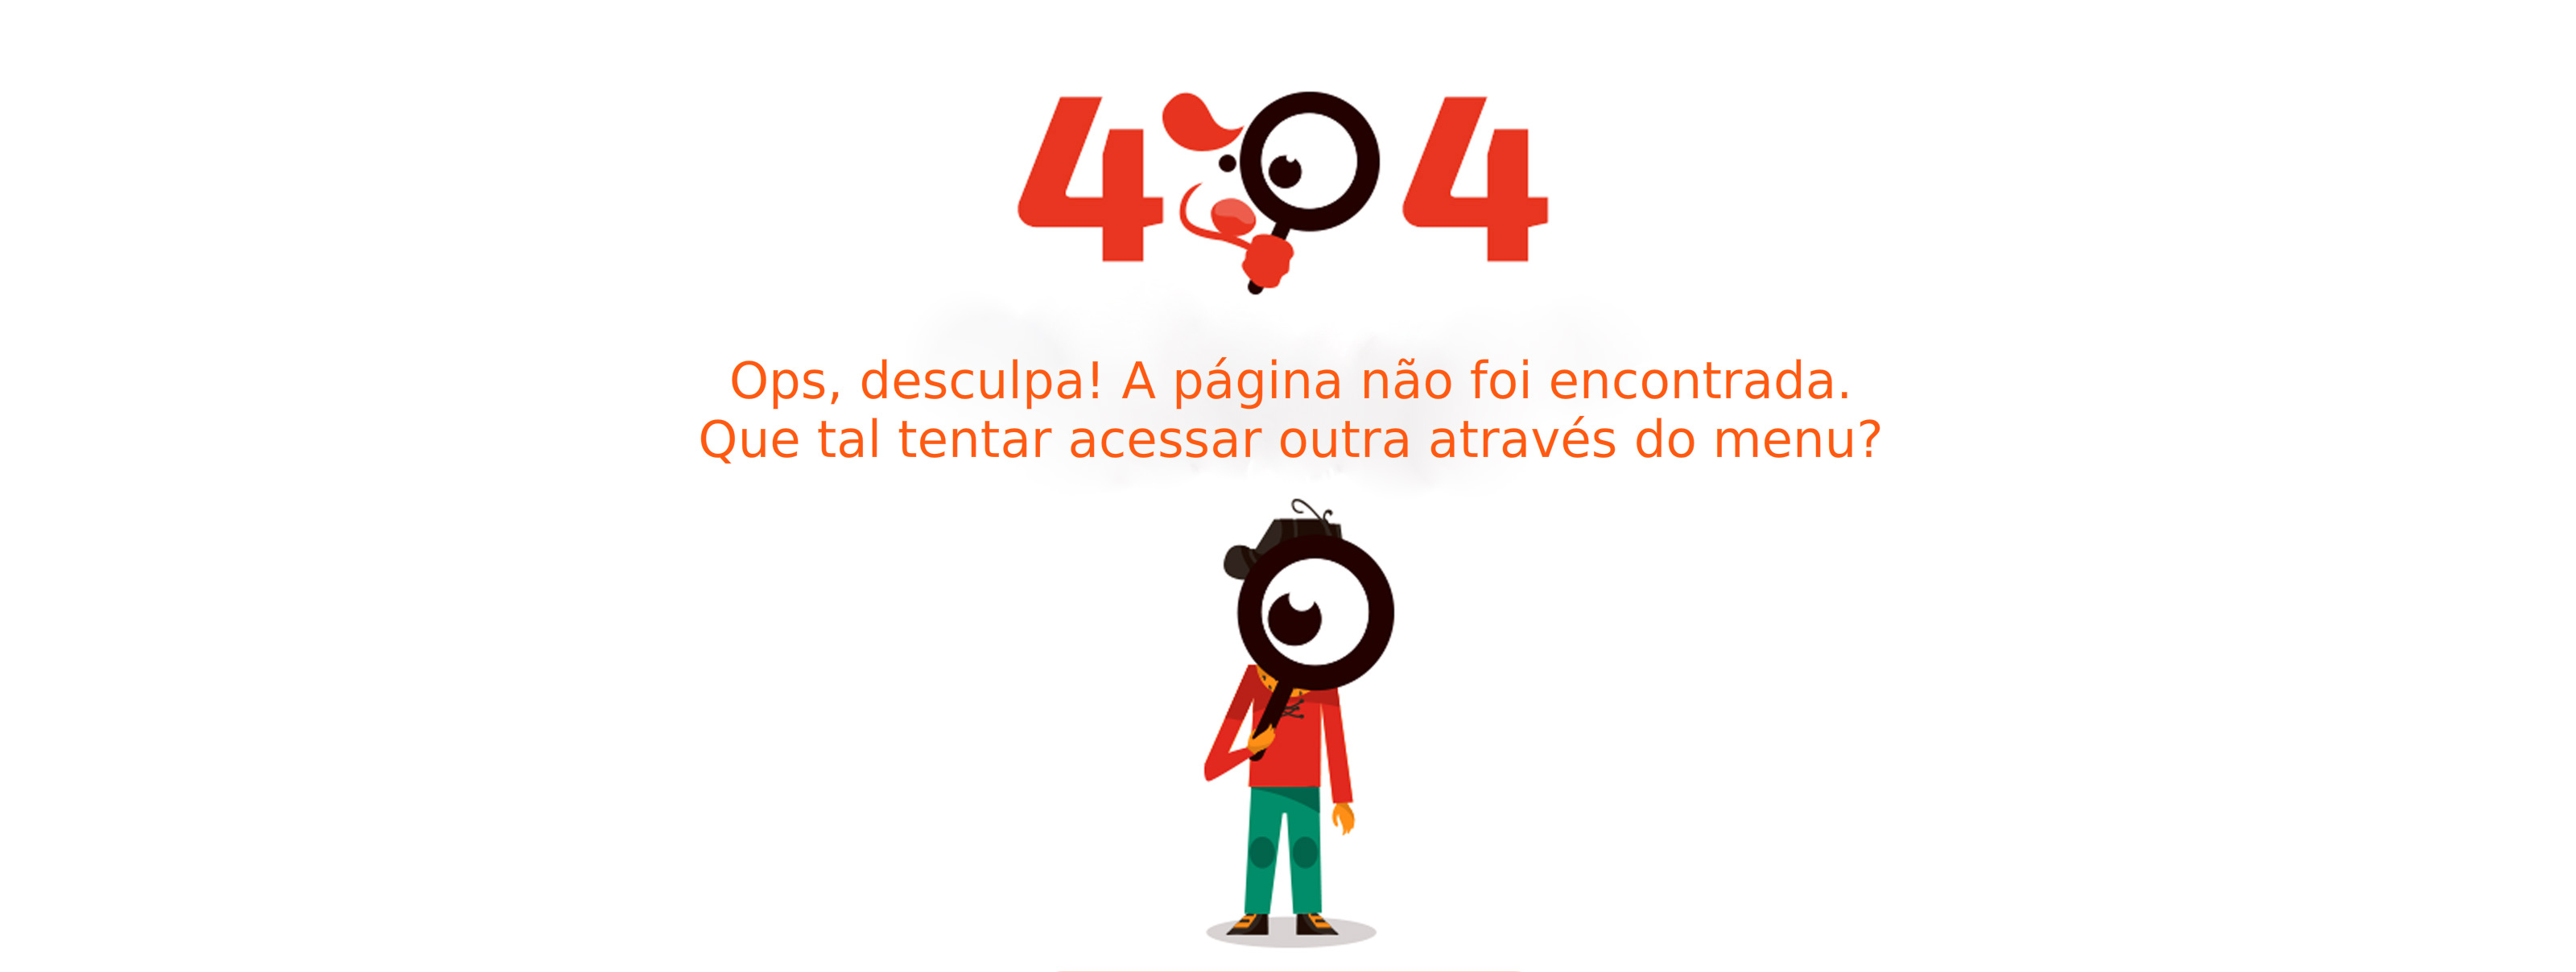 404
Ops, desculpa! A página não foi encontrada.
Que tal tentar acessar outra através do menu?